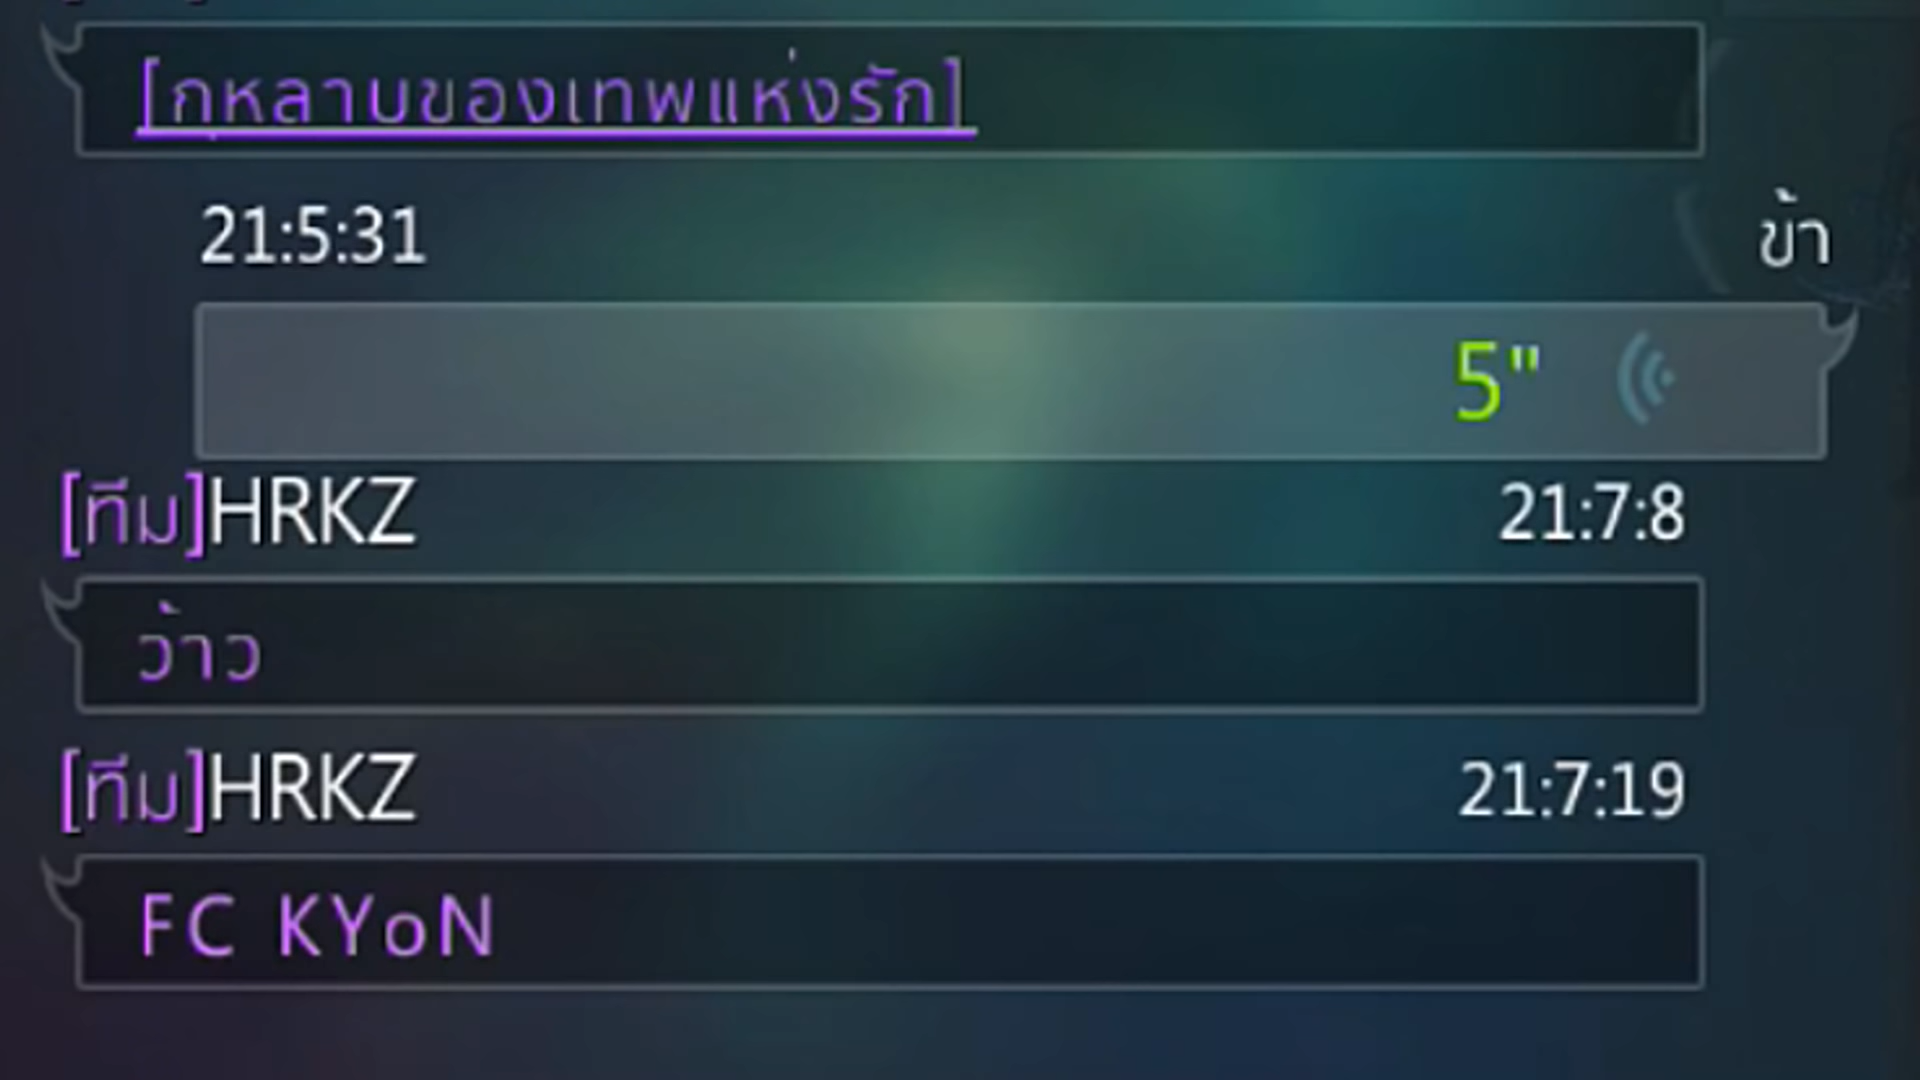 [กุหลาบของเทพแห่งรัก]
21:5:31 ข้า
5"
[ทีม]HRKZ 21:7:8
ว้าว
[ทีม]HRKZ 21:7:19
FC KYoN